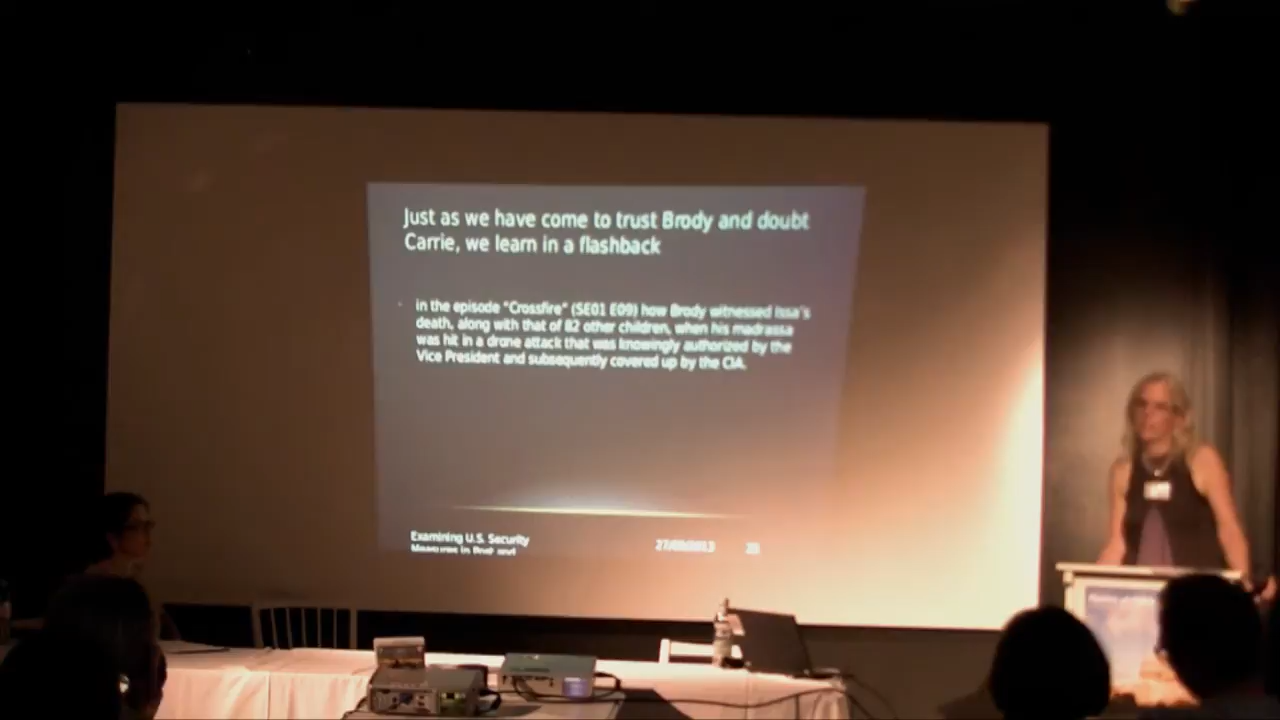 Just as we have come to trust Brody and doubt
Carrie, we learn in a flashback
in the episode "Crossfire" (SE01 E09) how Brody witnessed Issa's
death, along with that of 82 other children, when his madrassa
was hit in a drone attack that was knowingly authorized by the
Vice President and subsequently covered up by the CIA.
Examining U.S. Security
Measures in